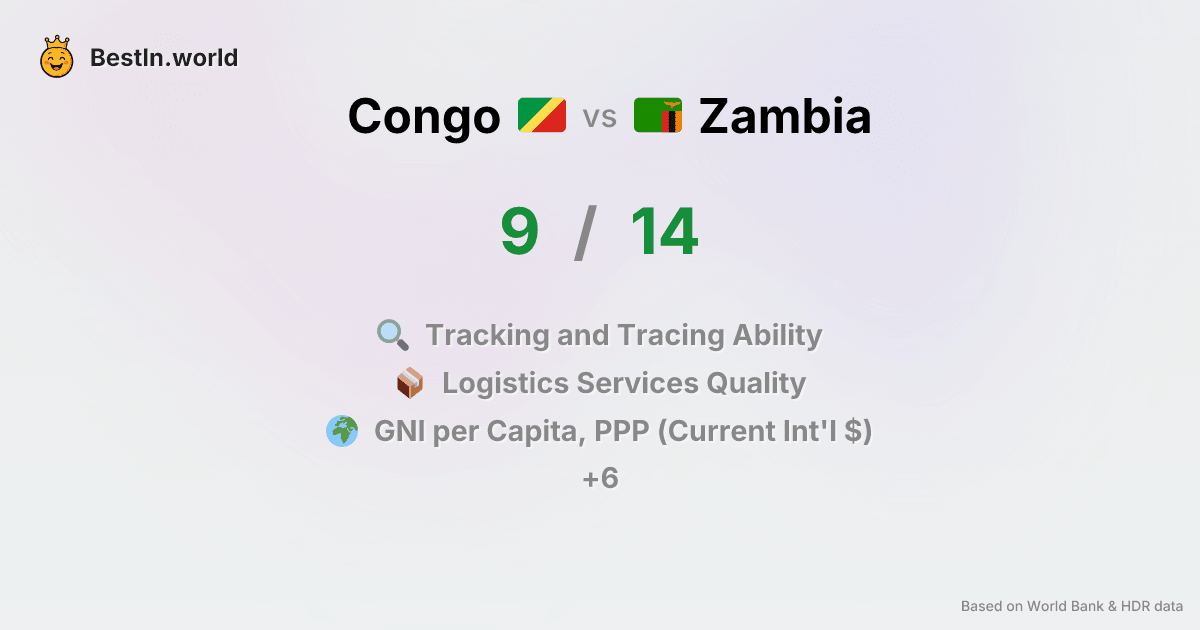 BestIn.world
Congo vs Zambia
9 / 14
Tracking and Tracing Ability
Logistics Services Quality
GNI per Capita, PPP (Current Int'l $)
+6
Based on World Bank & HDR data